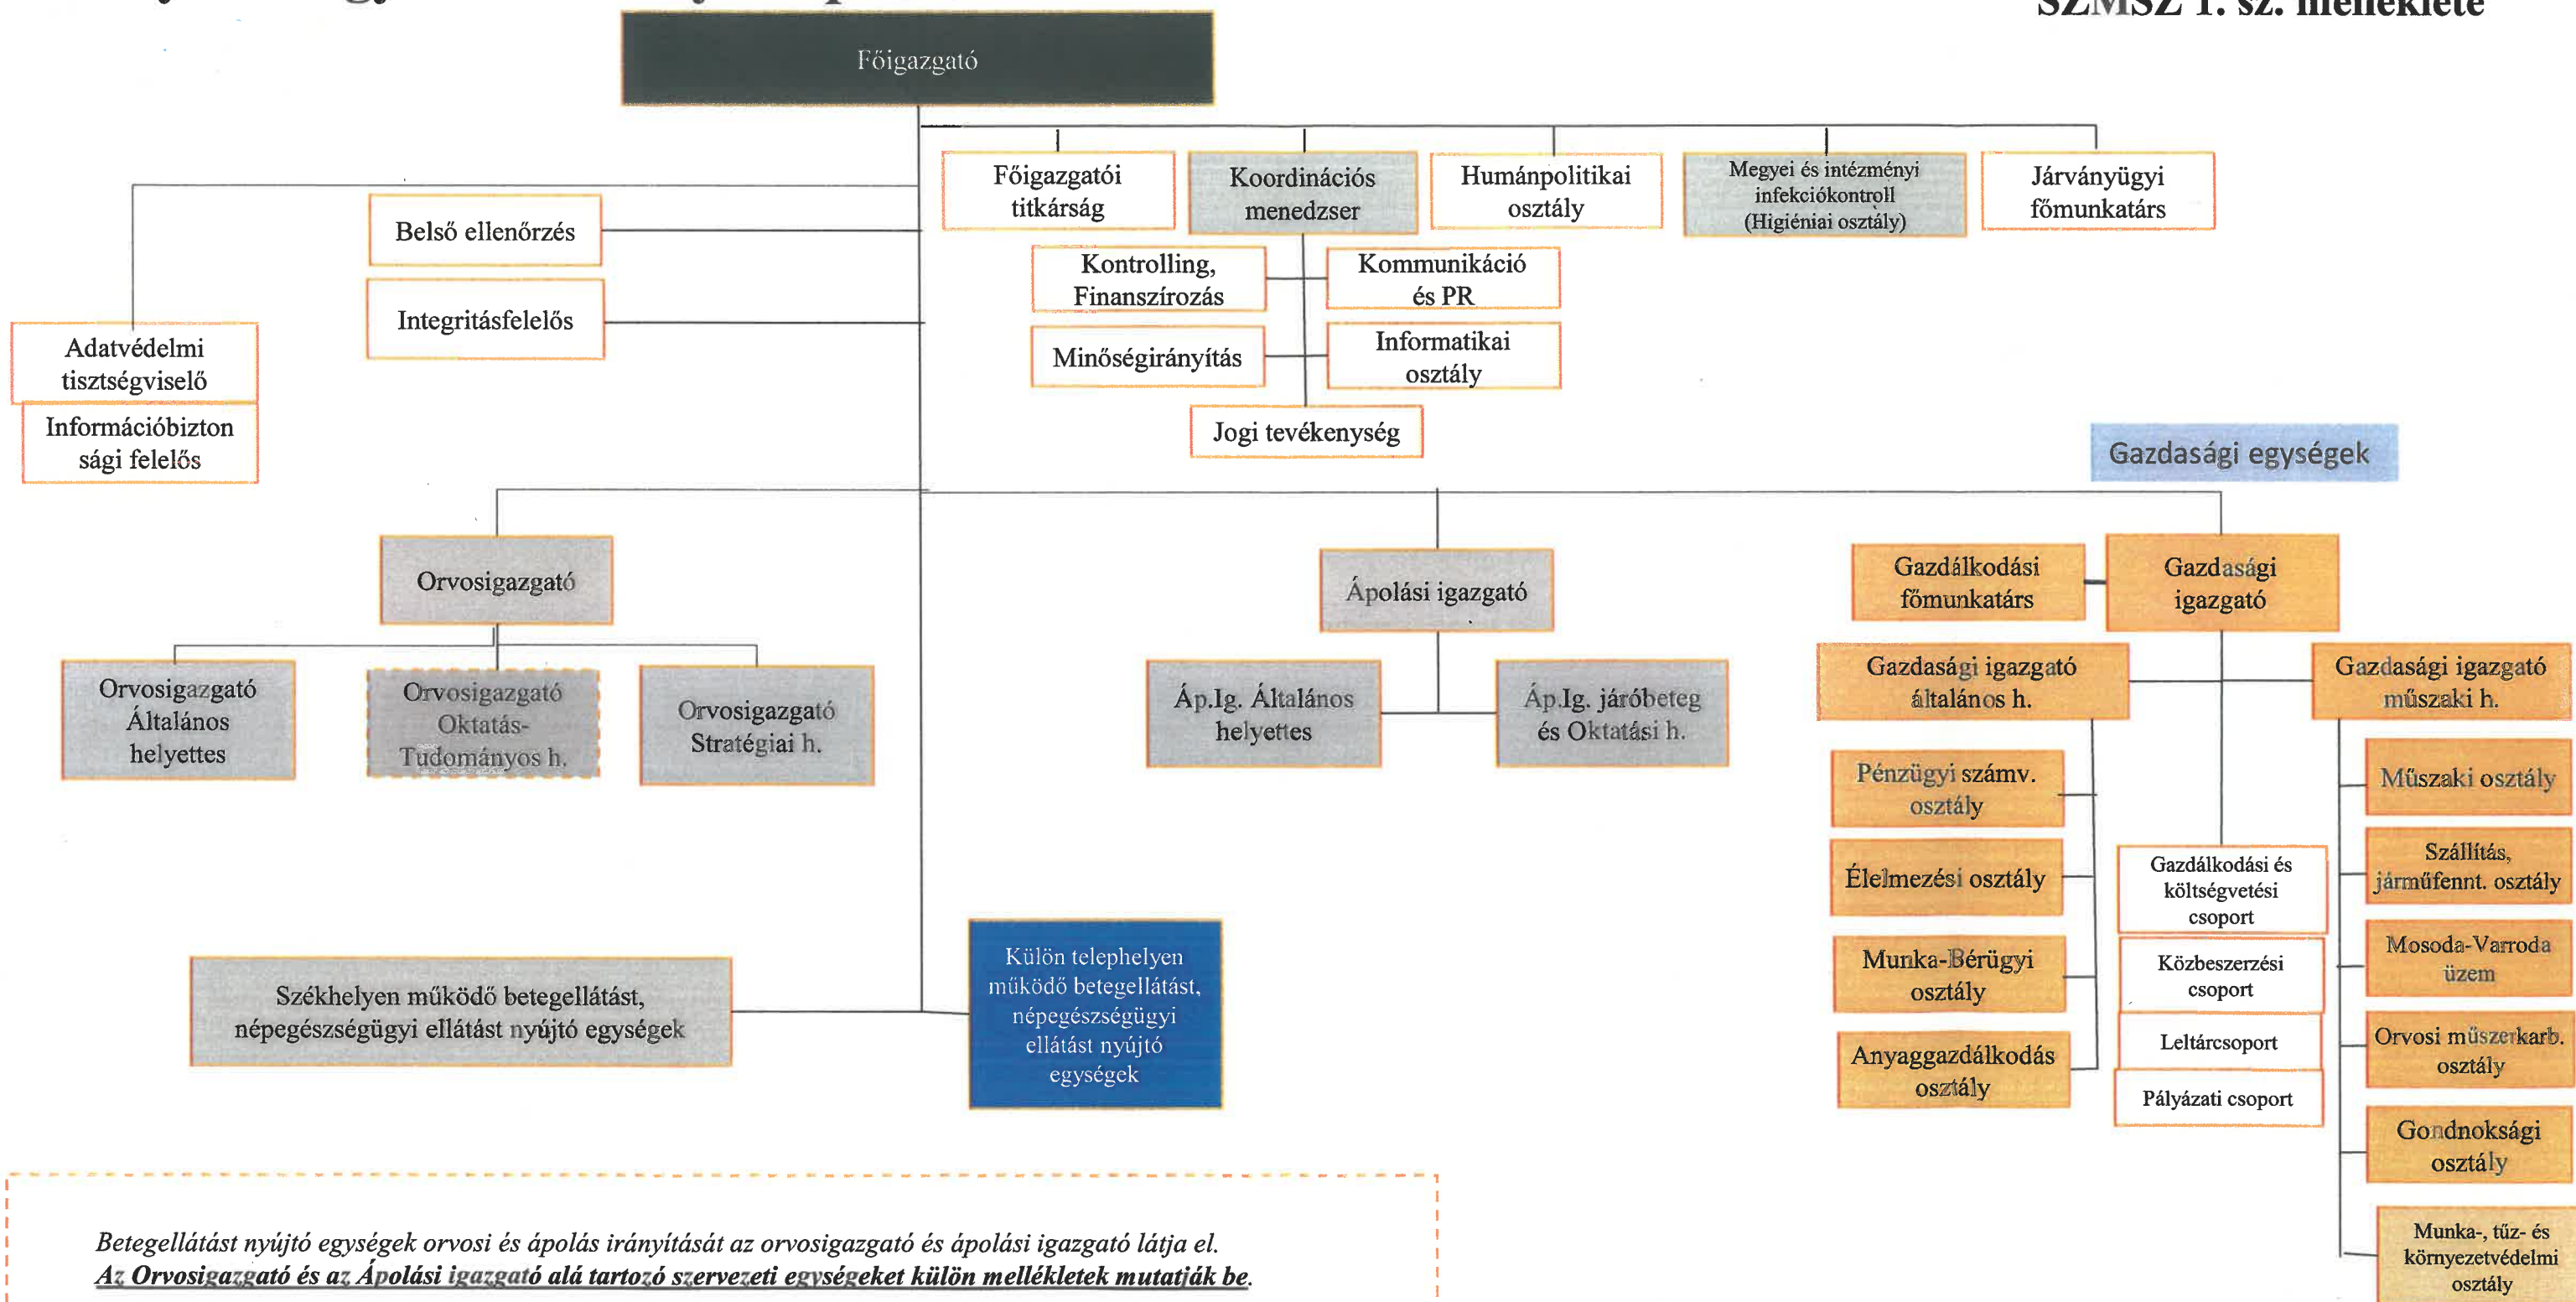 SZMSZ 1. sz. melléklete
Főigazgató
Főigazgatói
titkárság
Koordinációs
menedzser
Humánpolitikai
osztály
Megyei és intézményi
infekciókontroll
(Higiéniai osztály)
Járványügyi
főmunkatárs
Belső ellenőrzés
Integritásfelelős
Kontrolling,
Finanszírozás
Kommunikáció
és PR
Minőségirányítás
Informatikai
osztály
Jogi tevékenység
Adatvédelmi
tisztségviselő
Információbizton
sági felelős
Gazdasági egységek
Orvosigazgató
Ápolási igazgató
Gazdálkodási
főmunkatárs
Gazdasági
igazgató
Orvosigazgató
Általános
helyettes
Orvosigazgató
Oktatás-
Tudományos h.
Orvosigazgató
Stratégiai h.
Áp.Ig. Általános
helyettes
Áp.Ig. járóbeteg
és Oktatási h.
Gazdasági igazgató
általános h.
Gazdasági igazgató
műszaki h.
Pénzügyi számv.
osztály
Élelmezési osztály
Munka-Bérügyi
osztály
Anyaggazdálkodás
osztály
Gazdálkodási és
költségvetési
csoport
Közbeszerzési
csoport
Leltárcsoport
Pályázati csoport
Műszaki osztály
Szállítás,
járműfennt. osztály
Mosoda-Varroda
üzem
Orvosi műszerkarb.
osztály
Gondnoksági
osztály
Munka-, tűz- és
környezetvédelmi
osztály
Székhelyen működő betegellátást,
népegészségügyi ellátást nyújtó egységek
Külön telephelyen
működő betegellátást,
népegészségügyi
ellátást nyújtó
egységek
Betegellátást nyújtó egységek orvosi és ápolás irányítását az orvosigazgató és ápolási igazgató látja el.
Az Orvosigazgató és az Ápolási igazgató alá tartozó szervezeti egységeket külön mellékletek mutatják be.